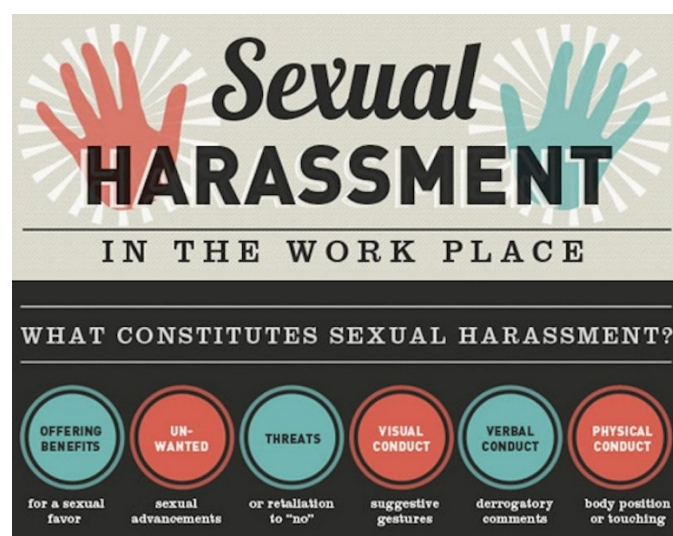 Sexual
HARASSMENT
IN THE WORK PLACE
WHAT CONSTITUTES SEXUAL HARASSMENT?
OFFERING
BENEFITS
for a sexual
favor
UN-
WANTED
sexual
advancements
THREATS
or retaliation
to "no"
VISUAL
CONDUCT
suggestive
gestures
VERBAL
CONDUCT
derrogatory
comments
PHYSICAL
CONDUCT
body position
or touching